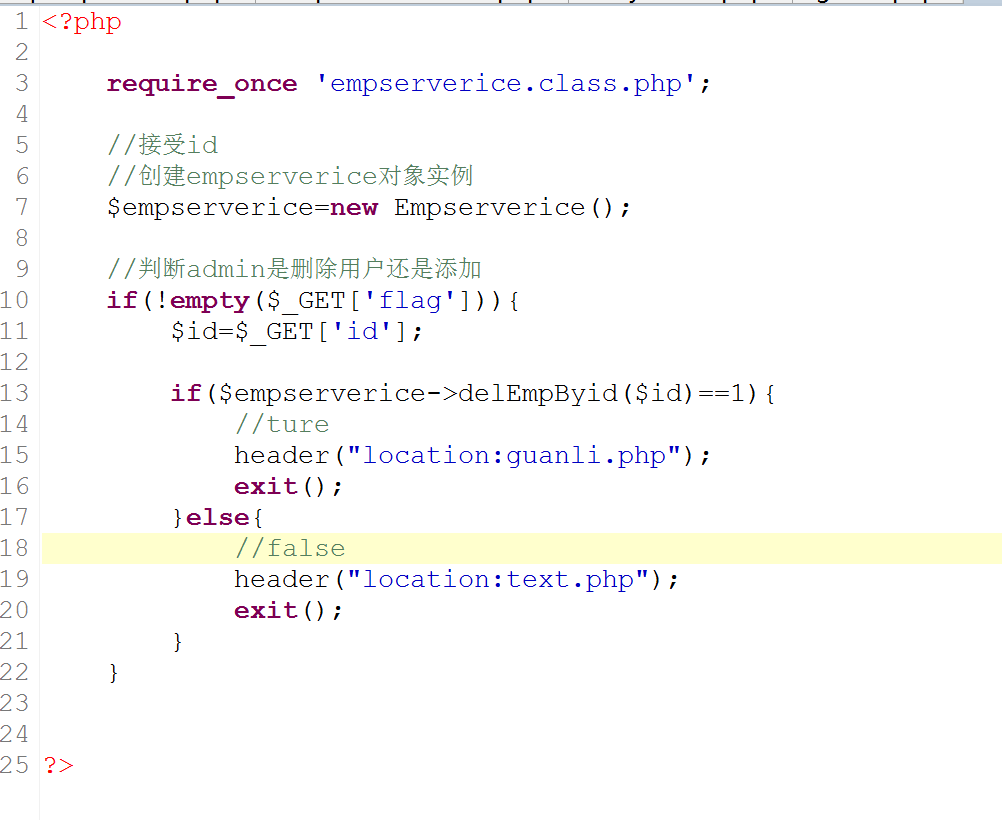 1 <?php
2
3 require_once 'empserverice.class.php';
4
5 //接受id
6 //创建empserverice对象实例
7 $empserverice=new Empserverice();
8
9 //判断admin是删除用户还是添加
10 if(!empty($_GET['flag'])){
11 $id=$_GET['id'];
12
13 if($empserverice->delEmpByid($id)==1){
14 //ture
15 header("location:guanli.php");
16 exit();
17 }else{
18 //false
19 header("location:text.php");
20 exit();
21 }
22 }
23
24
25 ?>